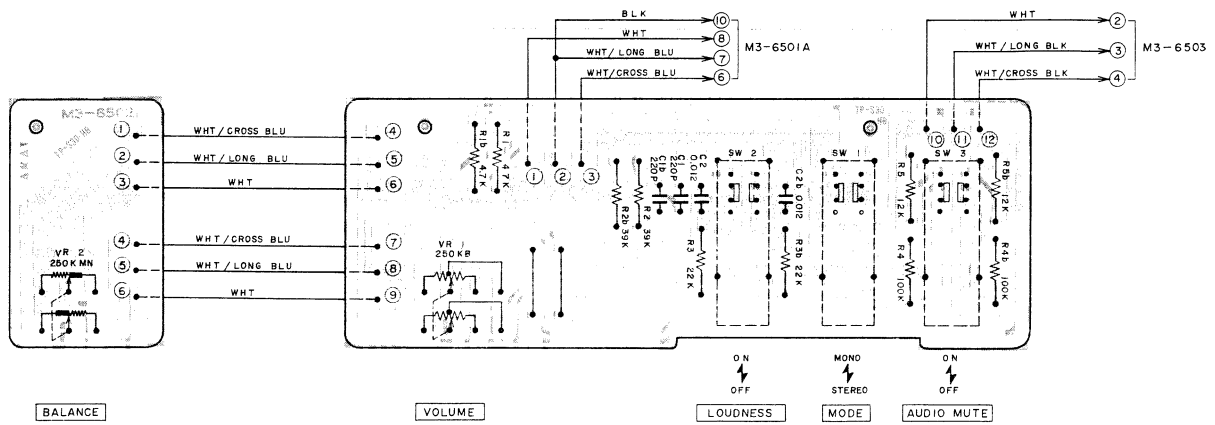 BLK
⑩
WHT
⑧
M3-6501A
WHT/LONG BLU
⑦
WHT/CROSS BLU
⑥
WHT
②
WHT/LONG BLK
③
M3-6503
WHT/CROSS BLK
④
①
WHT/CROSS BLU
④
②
WHT/LONG BLU
⑤
③
WHT
⑥
④
WHT/CROSS BLU
⑦
⑤
WHT/LONG BLU
⑧
⑥
WHT
⑨
AKAI
VR 2
250K MN
VR 1
250KB
R1b
4.7K
R1
4.7K
①
②
③
R2b 39K
R2 39K
C1b
220P
C1
220P
C2
0.012
SW 2
C2b 0.012
R3
22K
R3b 22K
SW 1
⑩
⑪
⑫
SW 3
R5
12K
R4
100K
R5b
12K
R4b
100K
ON
OFF
MONO
STEREO
ON
OFF
BALANCE
VOLUME
LOUDNESS
MODE
AUDIO MUTE